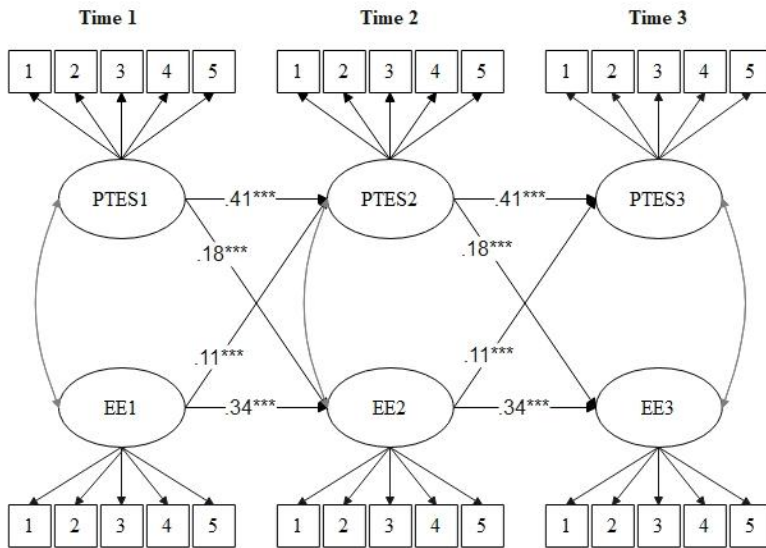 Time 1 Time 2 Time 3
1 2 3 4 5 1 2 3 4 5 1 2 3 4 5
PTES1 .41*** PTES2 .41*** PTES3
.18*** .18***
.11*** .11***
EE1 .34*** EE2 .34*** EE3
1 2 3 4 5 1 2 3 4 5 1 2 3 4 5